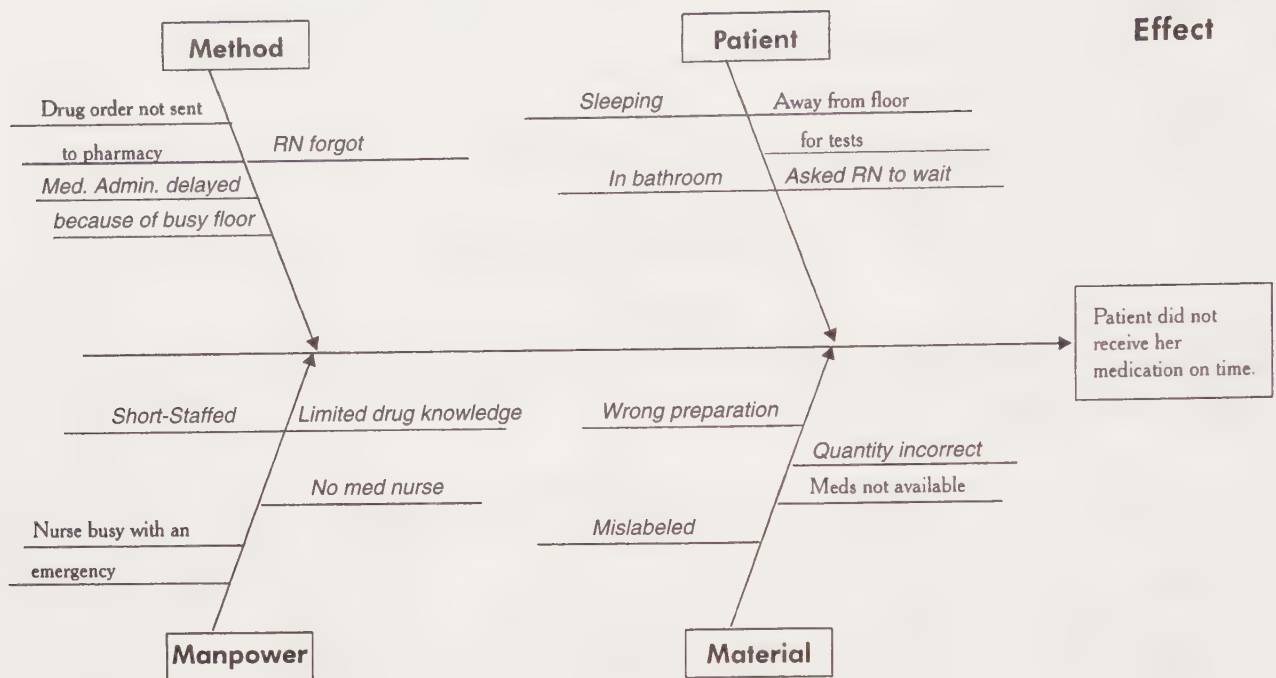 Method
Patient
Effect
Drug order not sent
to pharmacy
RN forgot
Med. Admin. delayed
because of busy floor
Sleeping
Away from floor
for tests
In bathroom
Asked RN to wait
Patient did not
receive her
medication on time.
Short-Staffed
Limited drug knowledge
No med nurse
Nurse busy with an
emergency
Wrong preparation
Quantity incorrect
Meds not available
Mislabeled
Manpower
Material